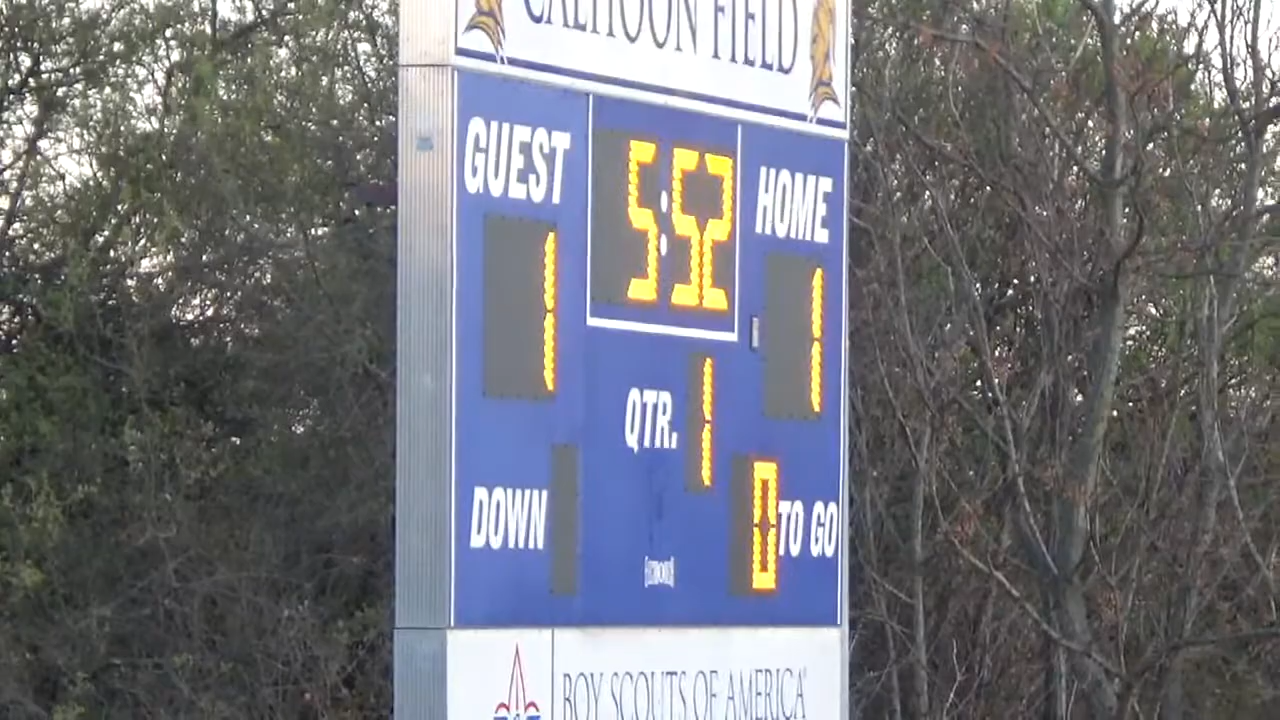 CALHOUN FIELD
GUEST 5:52 HOME
1 1
QTR. 1
DOWN 0 TO GO
BOY SCOUTS OF AMERICA